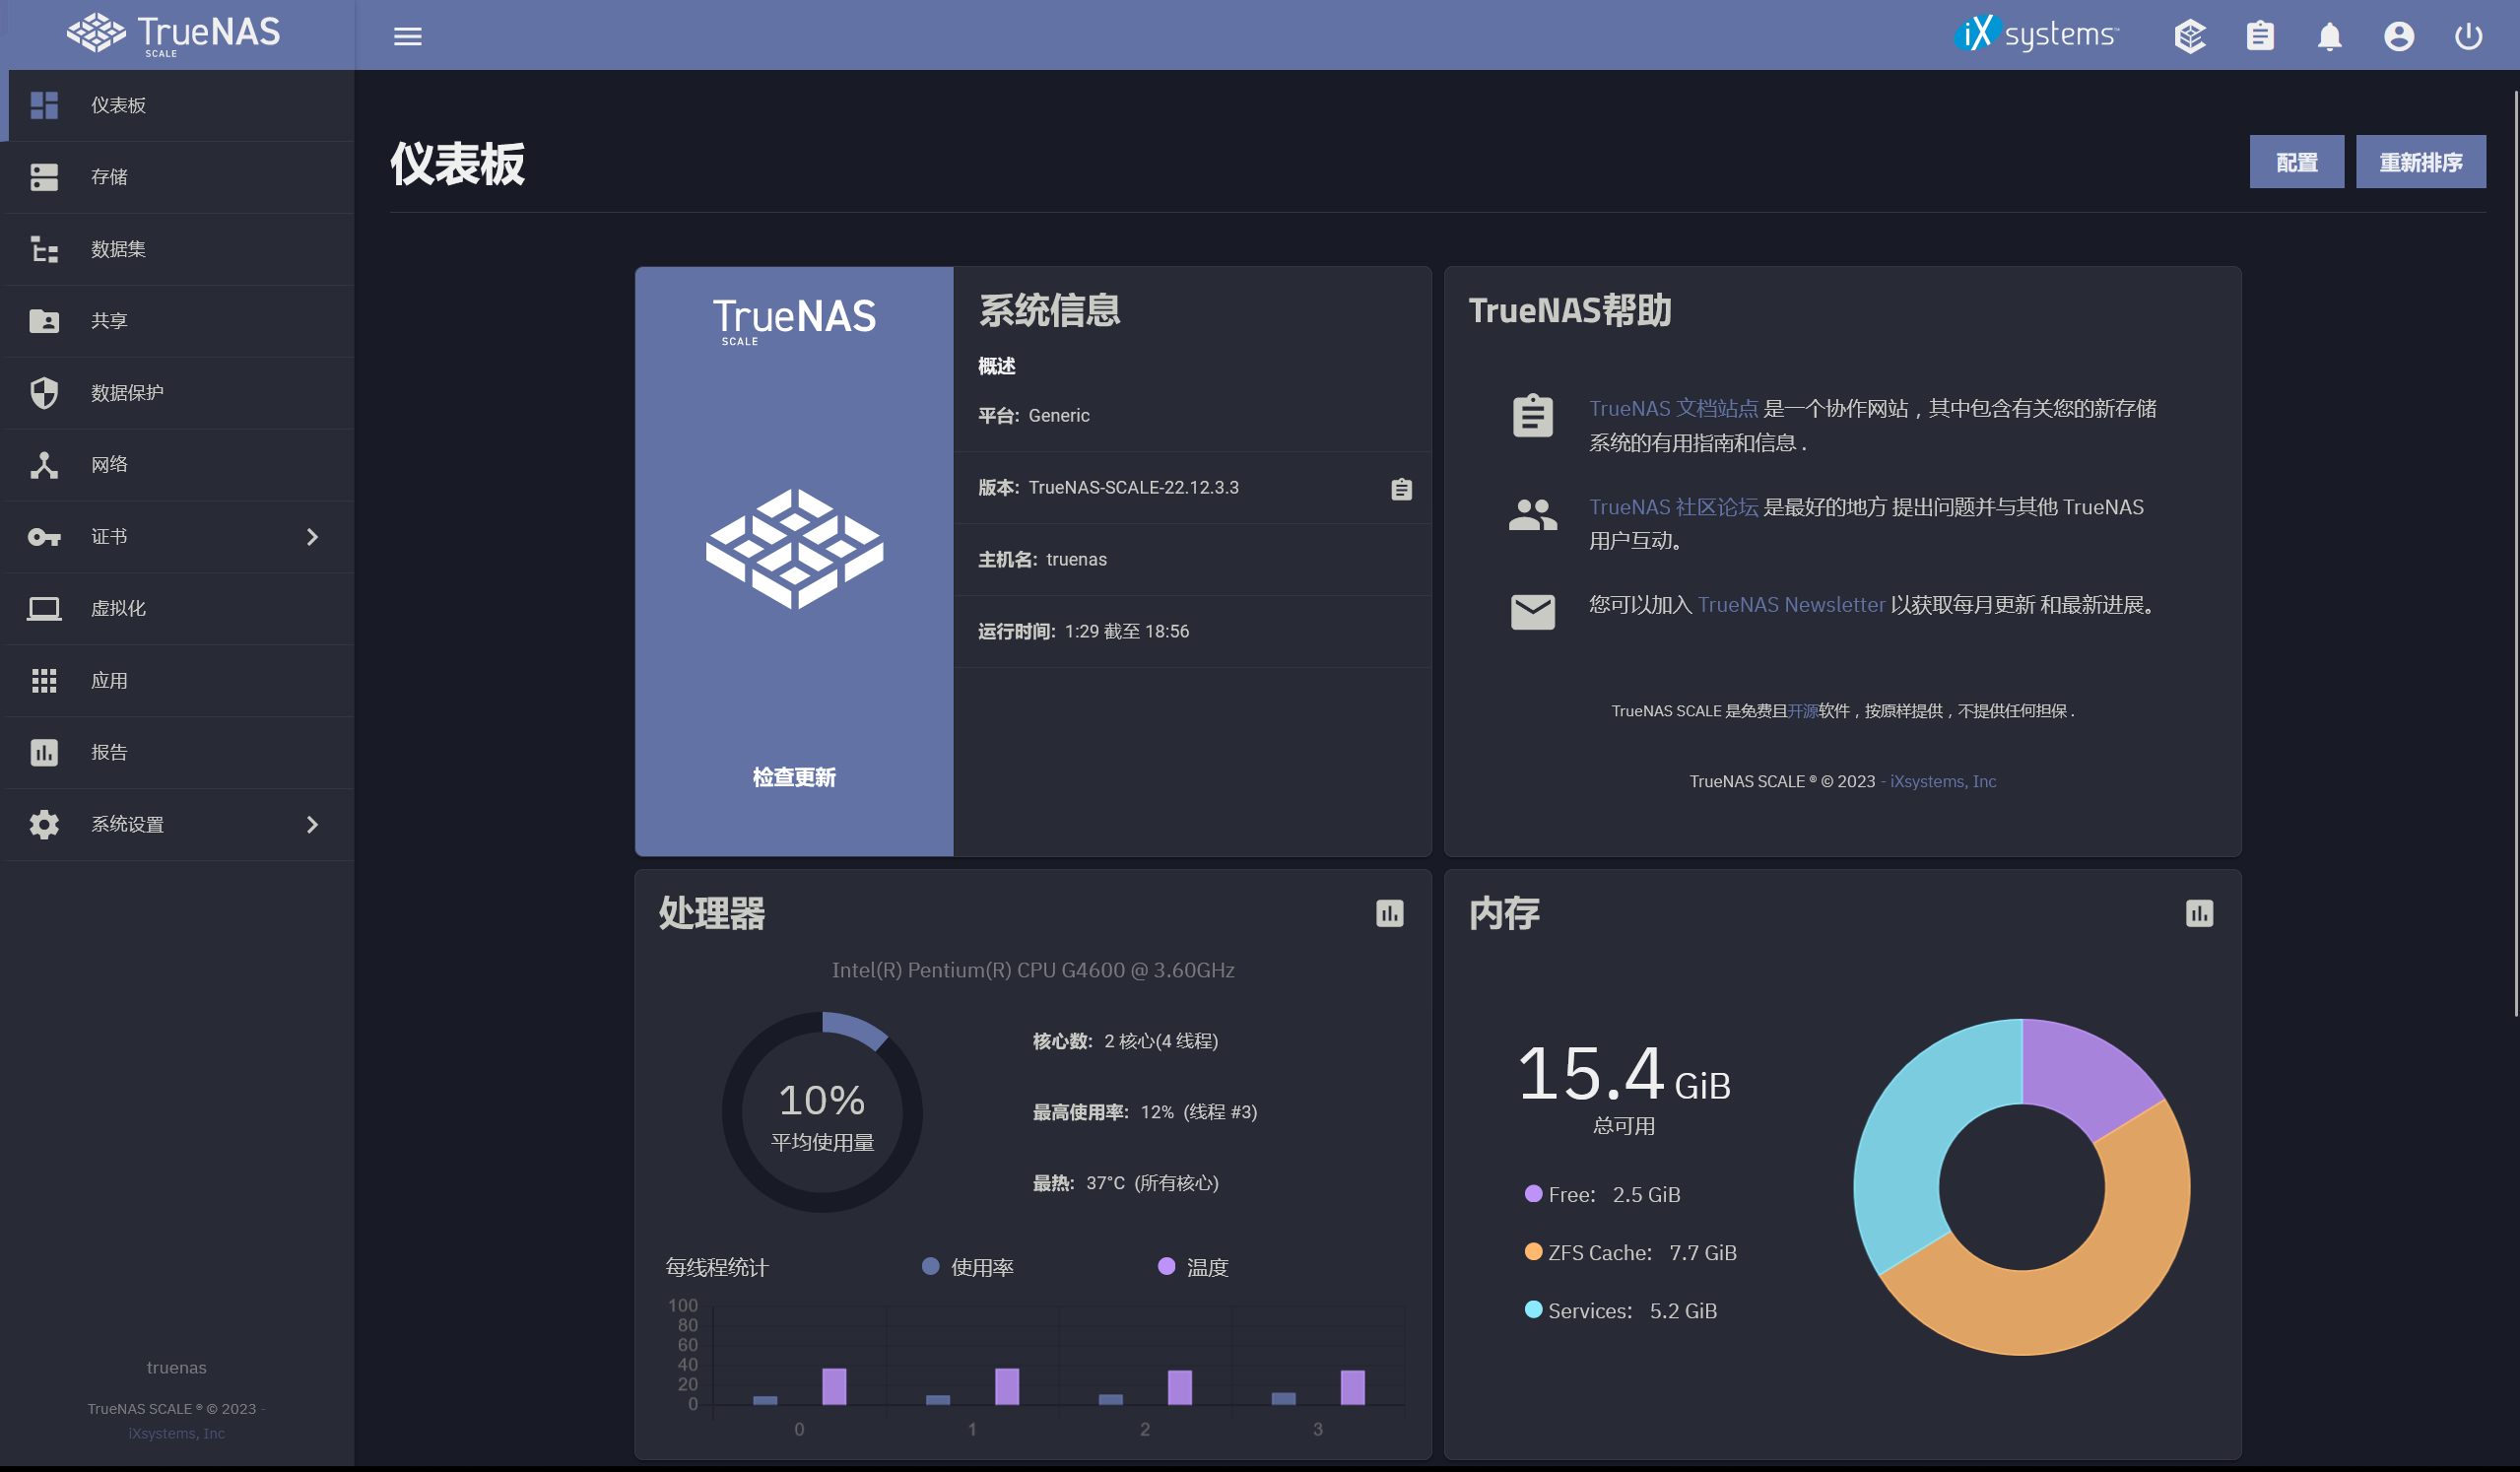 TrueNAS
SCALE
iXsystems™
仪表板
存储
数据集
共享
数据保护
网络
证书
虚拟化
应用
报告
系统设置
truenas
TrueNAS SCALE ® © 2023 -
iXsystems, Inc
仪表板
配置
重新排序
TrueNAS
SCALE
检查更新
系统信息
概述
平台: Generic
版本: TrueNAS-SCALE-22.12.3.3
主机名: truenas
运行时间: 1:29 截至 18:56
TrueNAS帮助
TrueNAS 文档站点 是一个协作网站，其中包含有关您的新存储
系统的有用指南和信息 .
TrueNAS 社区论坛 是最好的地方 提出问题并与其他 TrueNAS
用户互动。
您可以加入 TrueNAS Newsletter 以获取每月更新 和最新进展。
TrueNAS SCALE 是免费且开源软件，按原样提供，不提供任何担保 .
TrueNAS SCALE ® © 2023 - iXsystems, Inc
处理器
Intel(R) Pentium(R) CPU G4600 @ 3.60GHz
10%
平均使用量
核心数: 2 核心(4 线程)
最高使用率: 12% (线程 #3)
最热: 37°C (所有核心)
每线程统计
使用率
温度
100
80
60
40
20
0
0 1 2 3
内存
15.4 GiB
总可用
Free: 2.5 GiB
ZFS Cache: 7.7 GiB
Services: 5.2 GiB